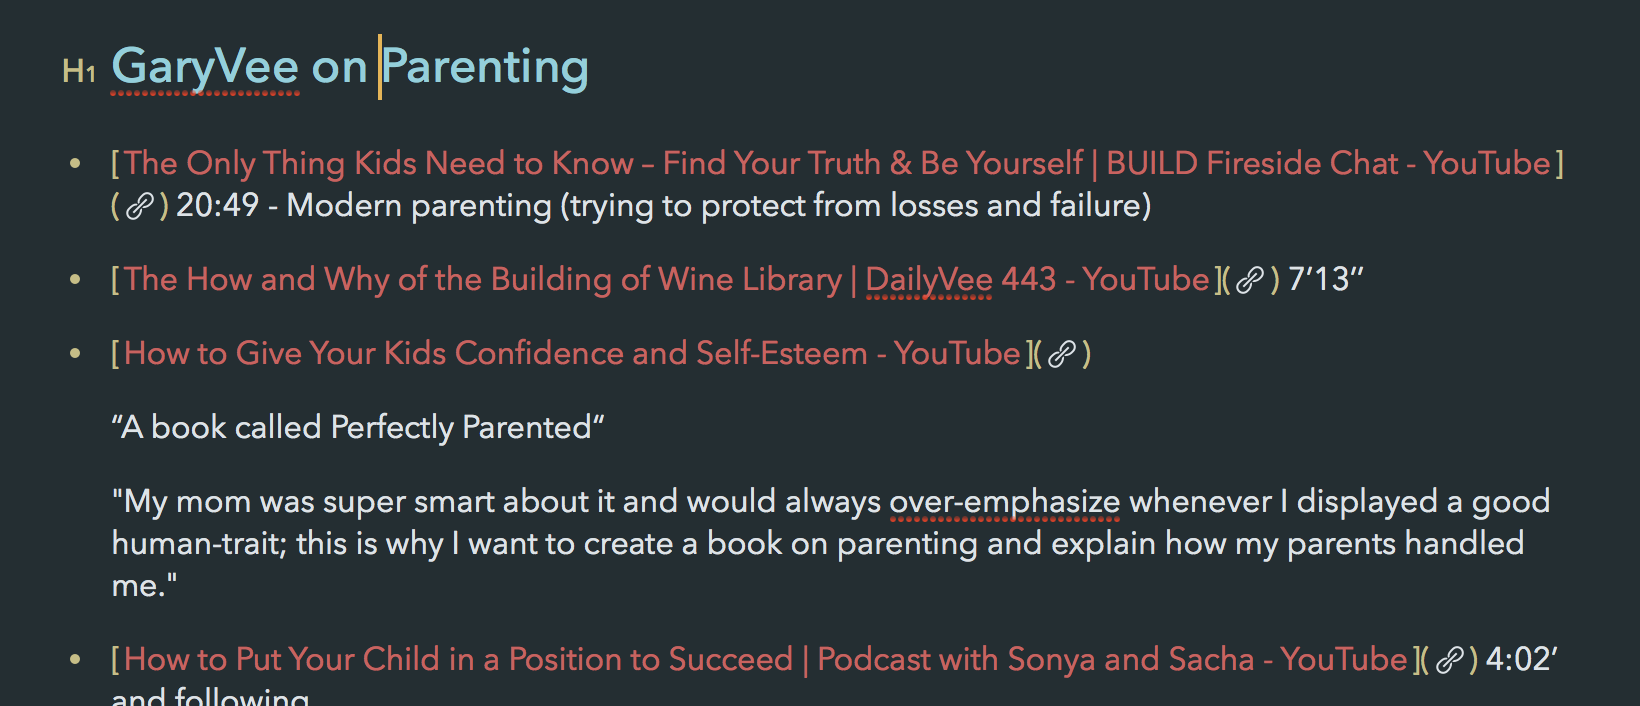 H1 GaryVee on Parenting
• [The Only Thing Kids Need to Know – Find Your Truth & Be Yourself | BUILD Fireside Chat - YouTube]
() 20:49 - Modern parenting (trying to protect from losses and failure)
• [The How and Why of the Building of Wine Library | DailyVee 443 - YouTube]() 7’13’’
• [How to Give Your Kids Confidence and Self-Esteem - YouTube]()
“A book called Perfectly Parented“
"My mom was super smart about it and would always over-emphasize whenever I displayed a good
human-trait; this is why I want to create a book on parenting and explain how my parents handled
me."
• [How to Put Your Child in a Position to Succeed | Podcast with Sonya and Sacha - YouTube]() 4:02’
and following